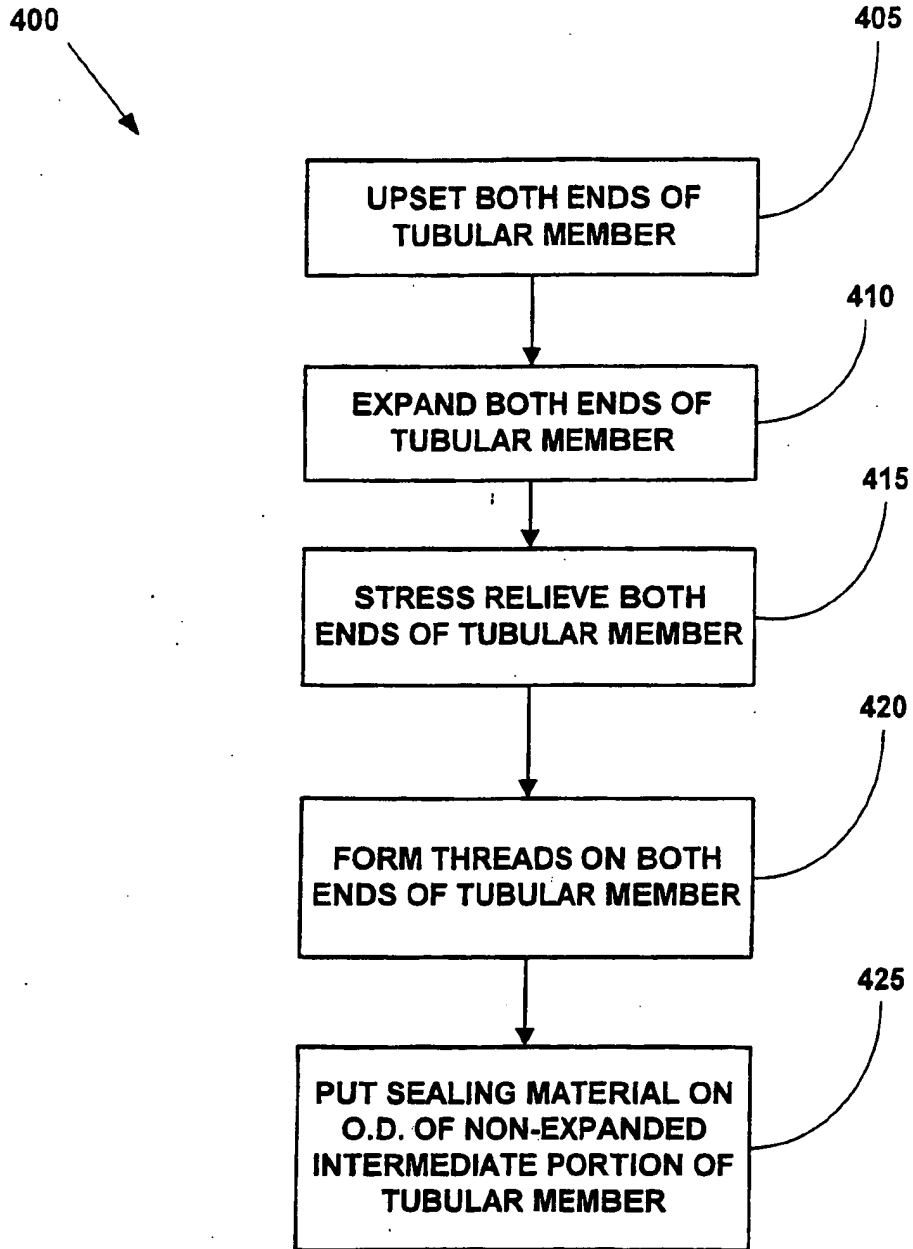 400
405
UPSET BOTH ENDS OF
TUBULAR MEMBER
410
EXPAND BOTH ENDS OF
TUBULAR MEMBER
415
STRESS RELIEVE BOTH
ENDS OF TUBULAR MEMBER
420
FORM THREADS ON BOTH
ENDS OF TUBULAR MEMBER
425
PUT SEALING MATERIAL ON
O.D. OF NON-EXPANDED
INTERMEDIATE PORTION OF
TUBULAR MEMBER